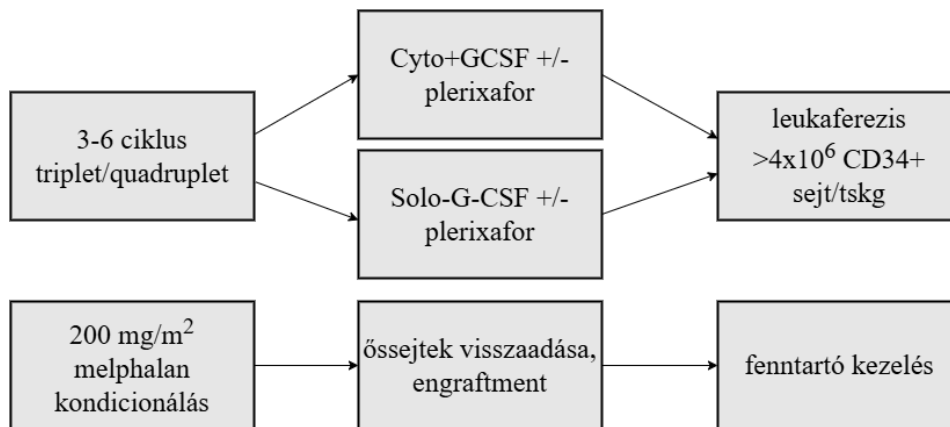 3-6 ciklus
triplet/quadruplet
Cyto+GCSF +/-
plerixafor
Solo-G-CSF +/-
plerixafor
leukaferezis
>4x10⁶ CD34+
sejt/tskg
200 mg/m²
melphalan
kondicionálás
őssejtek visszaadása,
engraftment
fenntartó kezelés